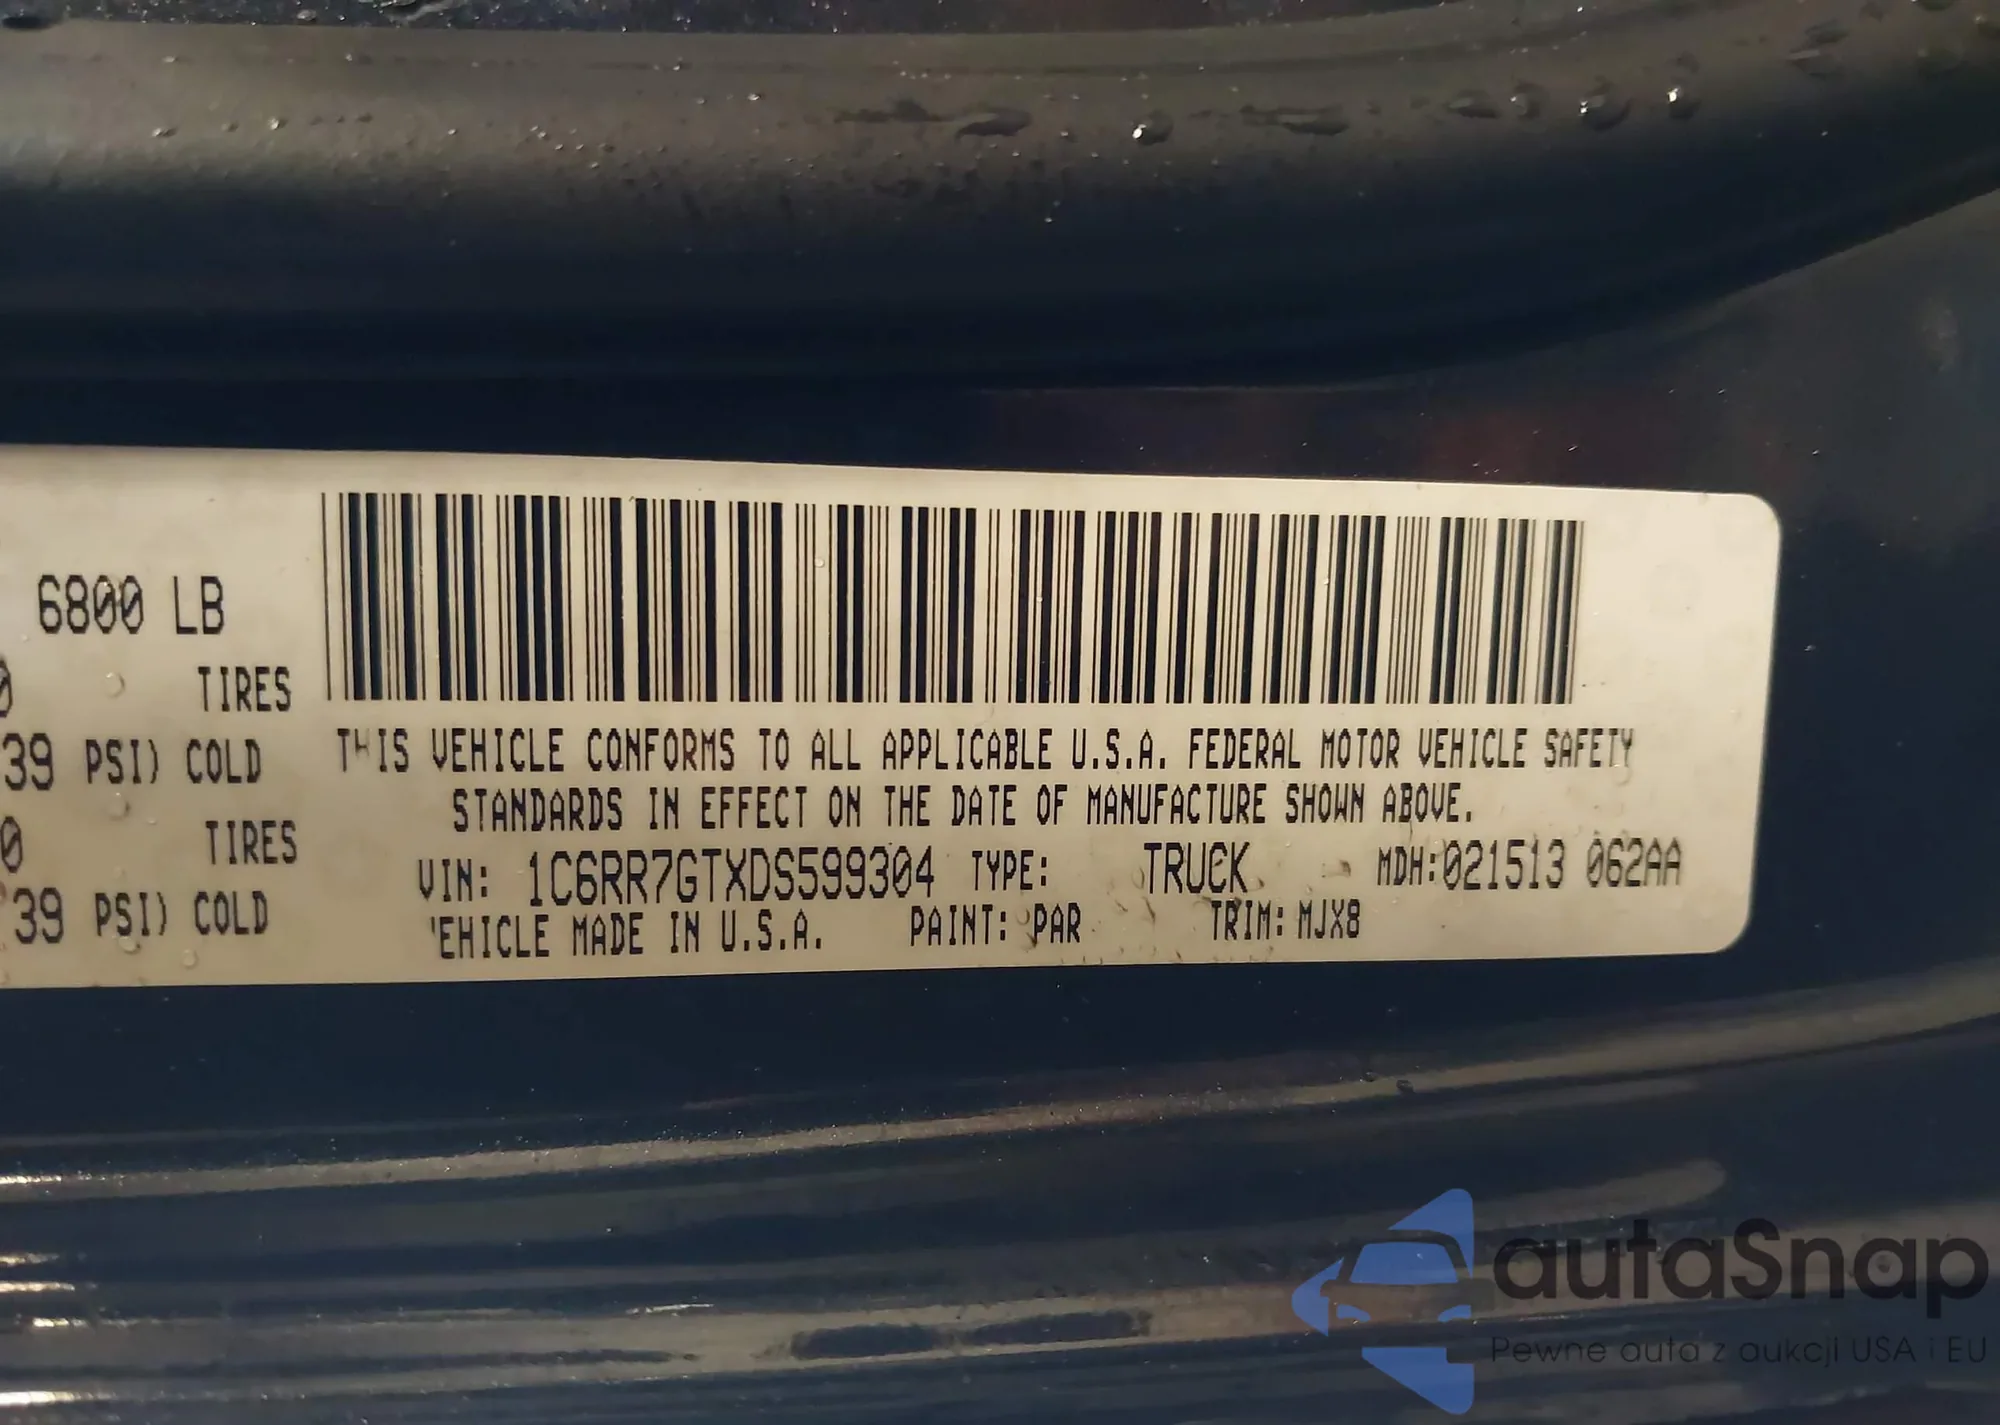 6800 LB
TIRES
39 PSI) COLD
0 TIRES
39 PSI) COLD
THIS VEHICLE CONFORMS TO ALL APPLICABLE U.S.A. FEDERAL MOTOR VEHICLE SAFETY
STANDARDS IN EFFECT ON THE DATE OF MANUFACTURE SHOWN ABOVE.
VIN: 1C6RR7GTXDS599304 TYPE: TRUCK MDH:021513 062AA
VEHICLE MADE IN U.S.A. PAINT: PAR TRIM: MJX8
autaSnap
Pewne auta z aukcji USA i EU